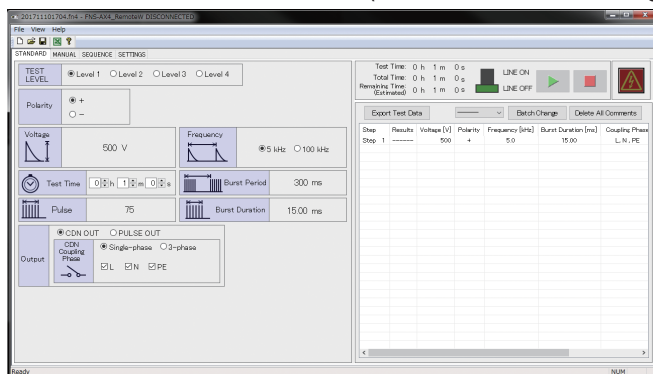 201711101704.fn4 - FNS-AX4_RemoteW DISCONNECTED
File View Help
STANDARD MANUAL SEQUENCE SETTINGS
TEST LEVEL
Level 1 Level 2 Level 3 Level 4
Polarity
+
-
Voltage
500 V
Frequency
5 kHz 100 kHz
Test Time 0 h 1 m 0 s
Burst Period 300 ms
Pulse 75
Burst Duration 15.00 ms
Output
CDN OUT PULSE OUT
CDN Coupling Phase
Single-phase 3-phase
L N PE
Test Time: 0 h 1 m 0 s
Total Time: 0 h 1 m 0 s
Remaining Time: (Estimated) 0 h 1 m 0 s
LINE ON
LINE OFF
Export Test Data ------ Batch Change Delete All Comments
Step Results Voltage [V] Polarity Frequency [kHz] Burst Duration [ms] Coupling Phase
Step 1 ------ 500 + 5.0 15.00 L, N, PE
Ready
NUM